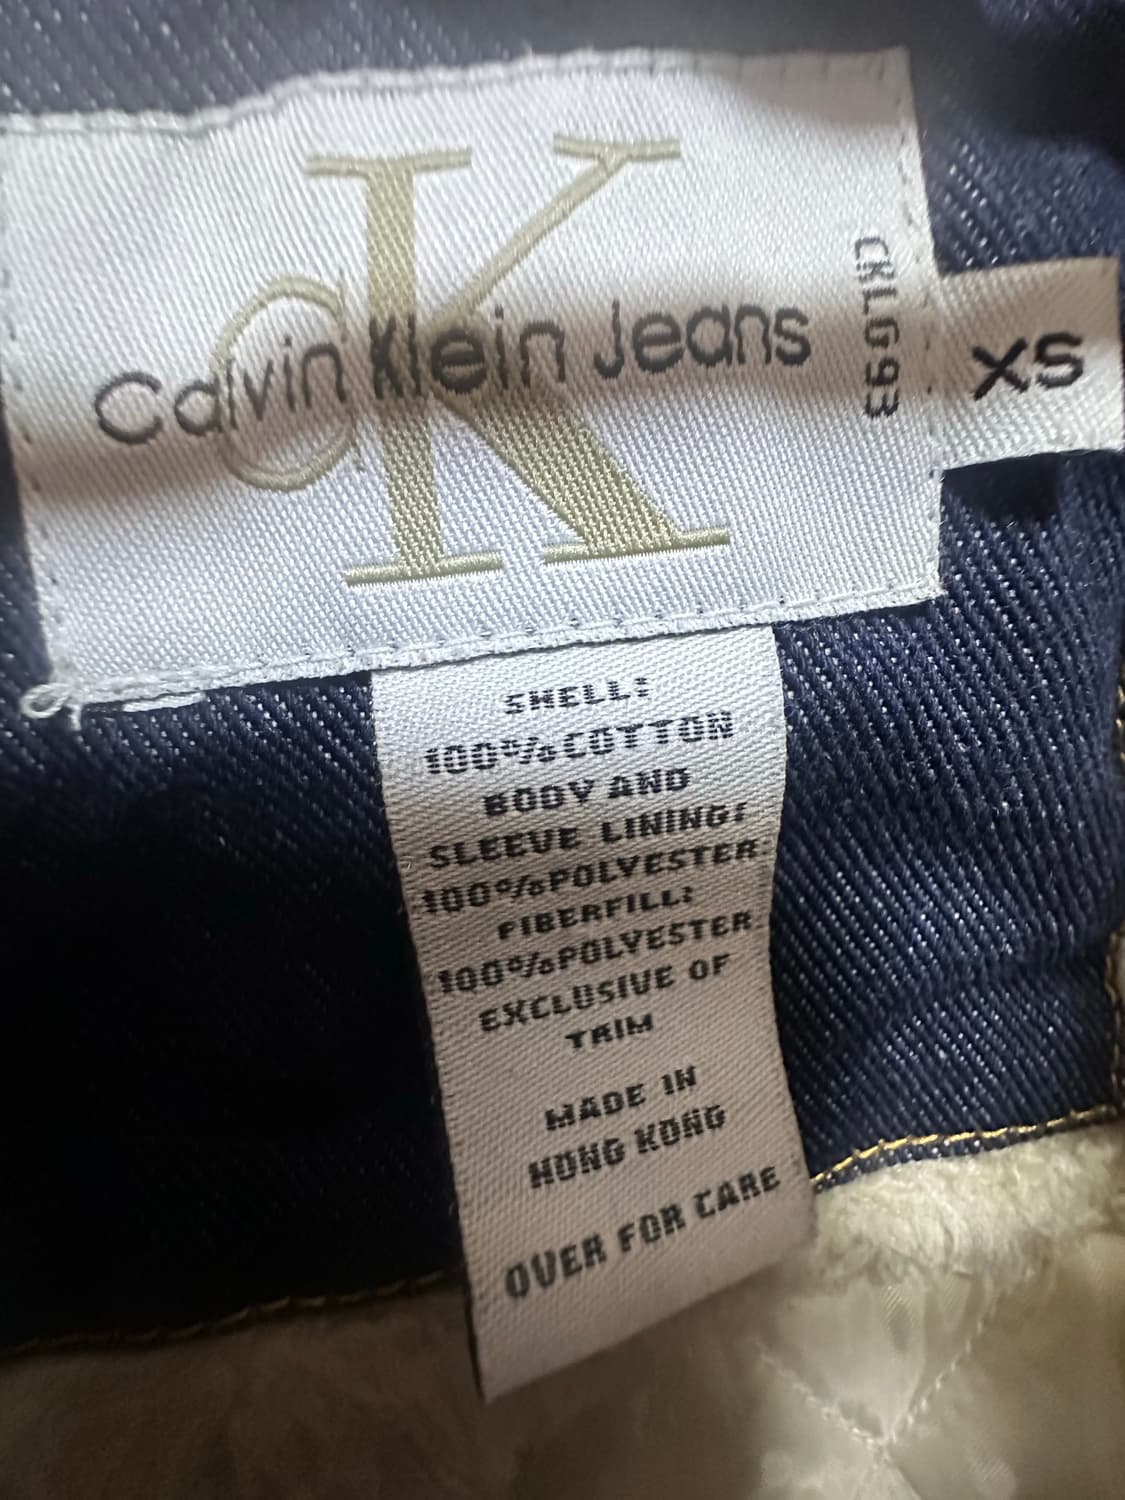 cK
Calvin Klein Jeans
CKLG93
XS
SHELL:
100%COTTON
BODY AND
SLEEVE LINING:
100%POLYESTER
FIBERFILL:
100%POLYESTER
EXCLUSIVE OF
TRIM
MADE IN
HONG KONG
OVER FOR CARE